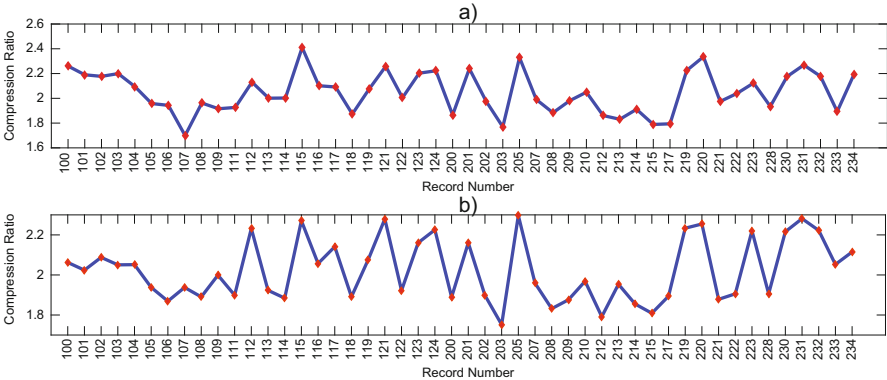 a)
Compression Ratio
2.6
2.4
2.2
2
1.8
1.6
100 101 102 103 104 105 106 107 108 109 111 112 113 114 115 116 117 118 119 121 122 123 124 200 201 202 203 205 207 208 209 210 212 213 214 215 217 219 220 221 222 223 228 230 231 232 233 234
Record Number
b)
Compression Ratio
2.2
2
1.8
100 101 102 103 104 105 106 107 108 109 111 112 113 114 115 116 117 118 119 121 122 123 124 200 201 202 203 205 207 208 209 210 212 213 214 215 217 219 220 221 222 223 228 230 231 232 233 234
Record Number